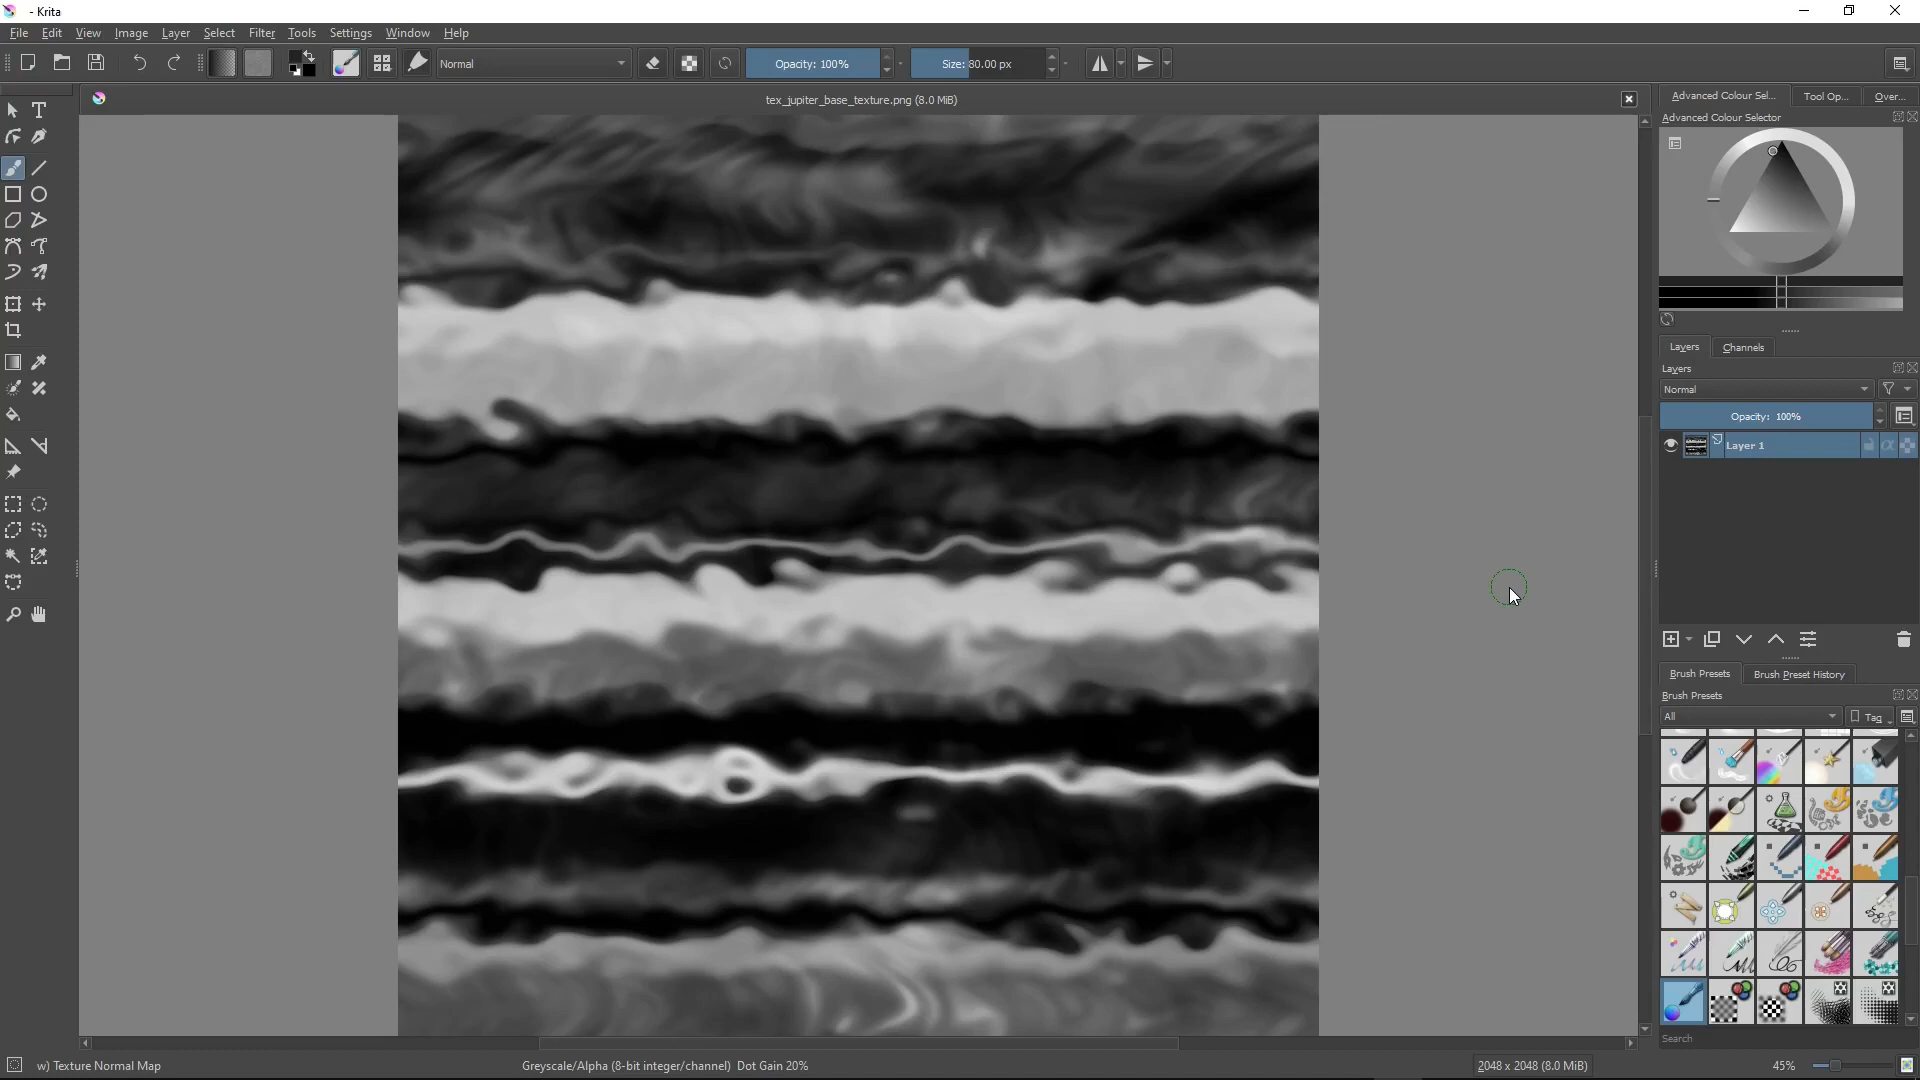 - Krita
File Edit View Image Layer Select Filter Tools Settings Window Help
Normal Opacity: 100% Size: 80.00 px
tex_jupiter_base_texture.png (8.0 MiB)
Advanced Colour Sel... Tool Op... Over...
Advanced Colour Selector
Layers Channels
Layers
Normal
Opacity: 100%
Layer 1
Brush Presets Brush Preset History
Brush Presets
All Tag
Search
w) Texture Normal Map Greyscale/Alpha (8-bit integer/channel) Dot Gain 20% 2048 x 2048 (8.0 MiB) 45%